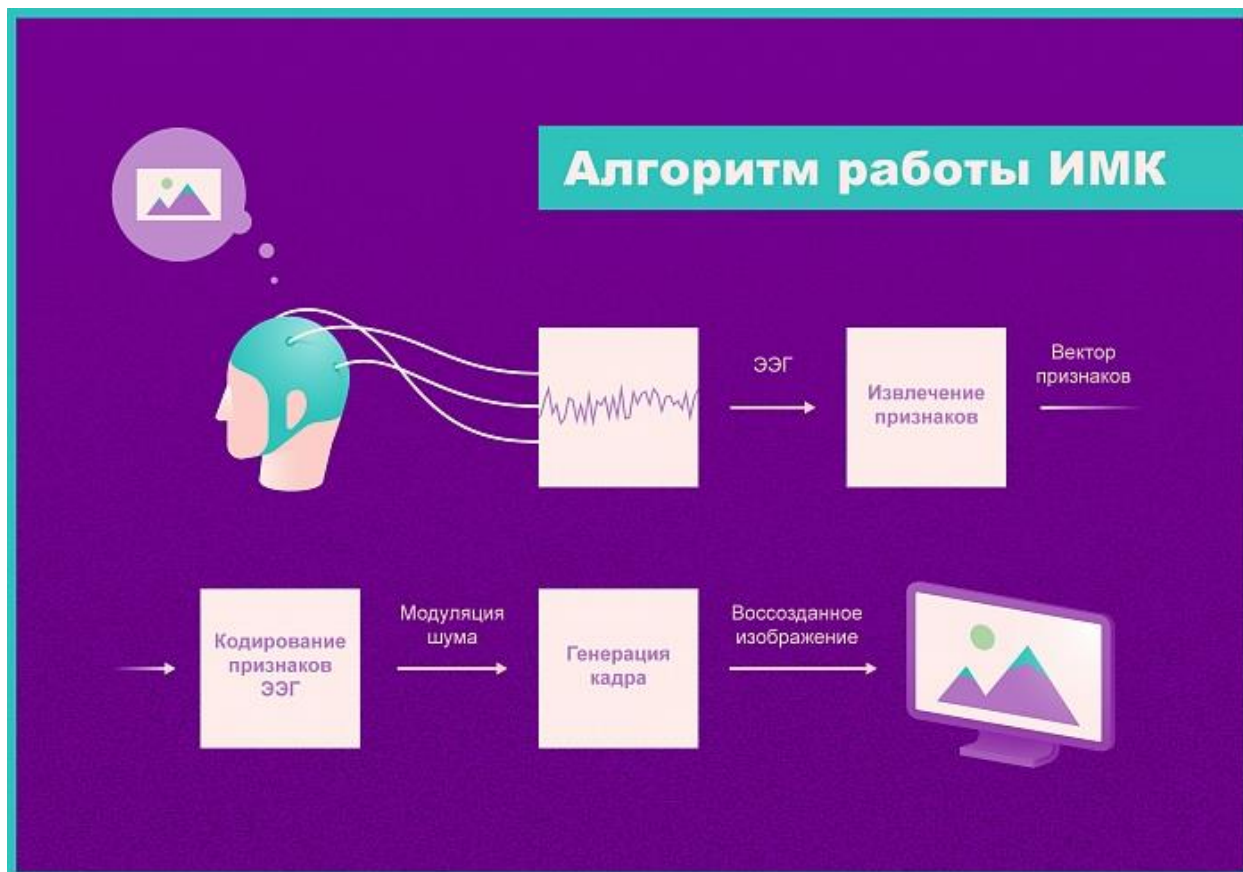 Алгоритм работы ИМК
ЭЭГ
Извлечение
признаков
Вектор
признаков
Кодирование
признаков
ЭЭГ
Модуляция
шума
Генерация
кадра
Воссозданное
изображение